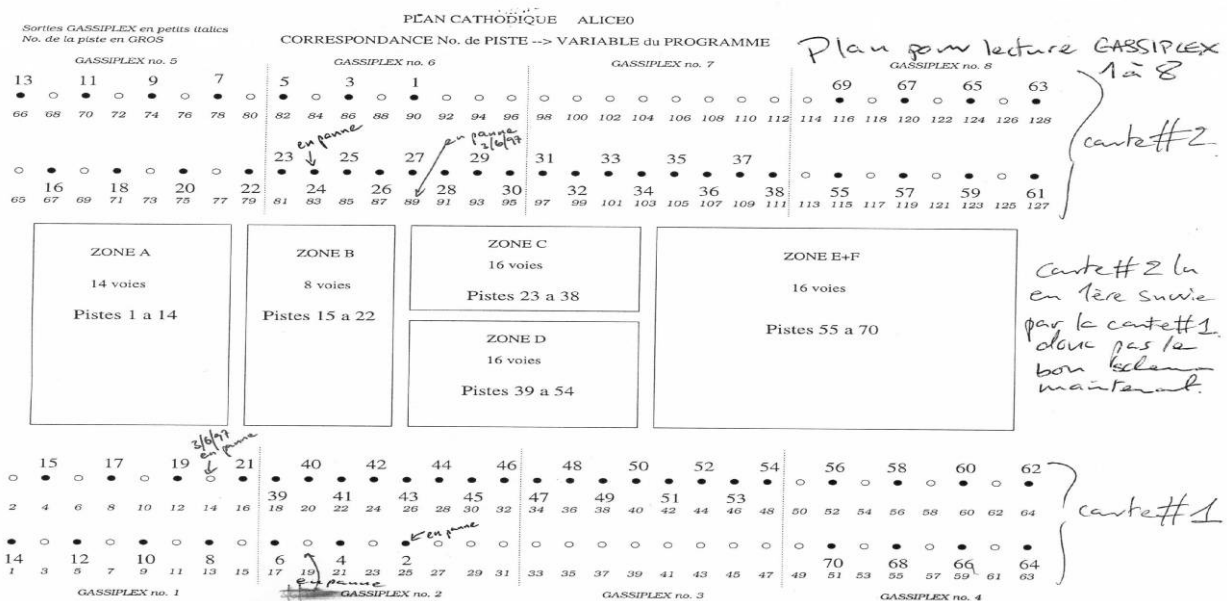 PLAN CATHODIQUE ALICE0
Sorties GASSIPLEX en petits italics
No. de la piste en GROS
CORRESPONDANCE No. de PISTE --> VARIABLE du PROGRAMME
Plan pour lecture GASSIPLEX
1 à 8
GASSIPLEX no. 5 GASSIPLEX no. 6 GASSIPLEX no. 7 GASSIPLEX no. 8
13 11 9 7 5 3 1 69 67 65 63
66 68 70 72 74 76 78 80 82 84 86 88 90 92 94 96 98 100 102 104 106 108 110 112 114 116 118 120 122 124 126 128
en panne
en panne
2/6/97
carte #2
23 25 27 29 31 33 35 37
16 18 20 22 24 26 28 30 32 34 36 38 55 57 59 61
65 67 69 71 73 75 77 79 81 83 85 87 89 91 93 95 97 99 101 103 105 107 109 111 113 115 117 119 121 123 125 127
ZONE A
14 voies
Pistes 1 a 14
ZONE B
8 voies
Pistes 15 a 22
ZONE C
16 voies
Pistes 23 a 38
ZONE D
16 voies
Pistes 39 a 54
ZONE E+F
16 voies
Pistes 55 a 70
carte #2 lu
en 1ère suivie
par la carte #1
donc pas le
bon schema
maintenant.
3/6/97
en panne
15 17 19 21 40 42 44 46 48 50 52 54 56 58 60 62
39 41 43 45 47 49 51 53
2 4 6 8 10 12 14 16 18 20 22 24 26 28 30 32 34 36 38 40 42 44 46 48 50 52 54 56 58 60 62 64
carte #1
en panne
14 12 10 8 6 4 2 70 68 66 64
1 3 5 7 9 11 13 15 17 19 21 23 25 27 29 31 33 35 37 39 41 43 45 47 49 51 53 55 57 59 61 63
en panne
GASSIPLEX no. 1 GASSIPLEX no. 2 GASSIPLEX no. 3 GASSIPLEX no. 4